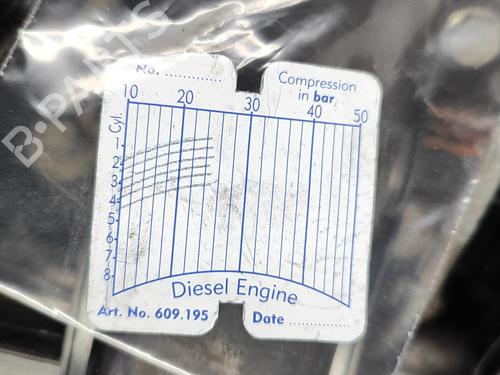 B-PARTS
No. ..............
Compression
in bar
10 20 30 40 50
Cyl.
1
2
3
4
5
6
7
8
Diesel Engine
Art. No. 609.195
Date ................